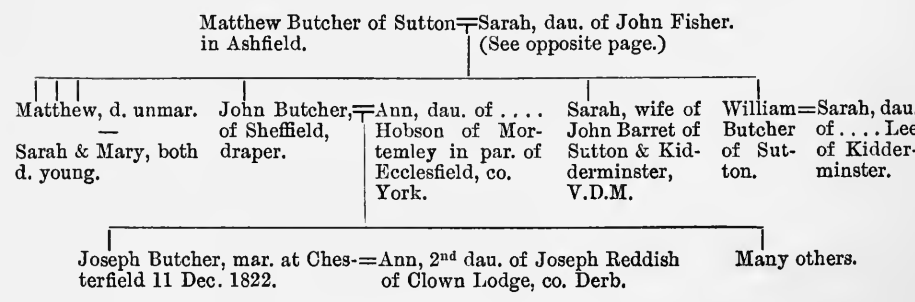 Matthew Butcher of Sutton=Sarah, dau. of John Fisher.
in Ashfield. (See opposite page.)
Matthew, d. unmar.
—
Sarah & Mary, both
d. young.
John Butcher,=Ann, dau. of ....
of Sheffield, Hobson of Mor-
draper. temley in par. of
Ecclesfield, co.
York.
Sarah, wife of
John Barret of
Sutton & Kid-
derminster,
V.D.M.
William=Sarah, dau.
Butcher of .... Lee
of Sut- of Kidder-
ton. minster.
Joseph Butcher, mar. at Ches-=Ann, 2nd dau. of Joseph Reddish
terfield 11 Dec. 1822. of Clown Lodge, co. Derb.
Many others.